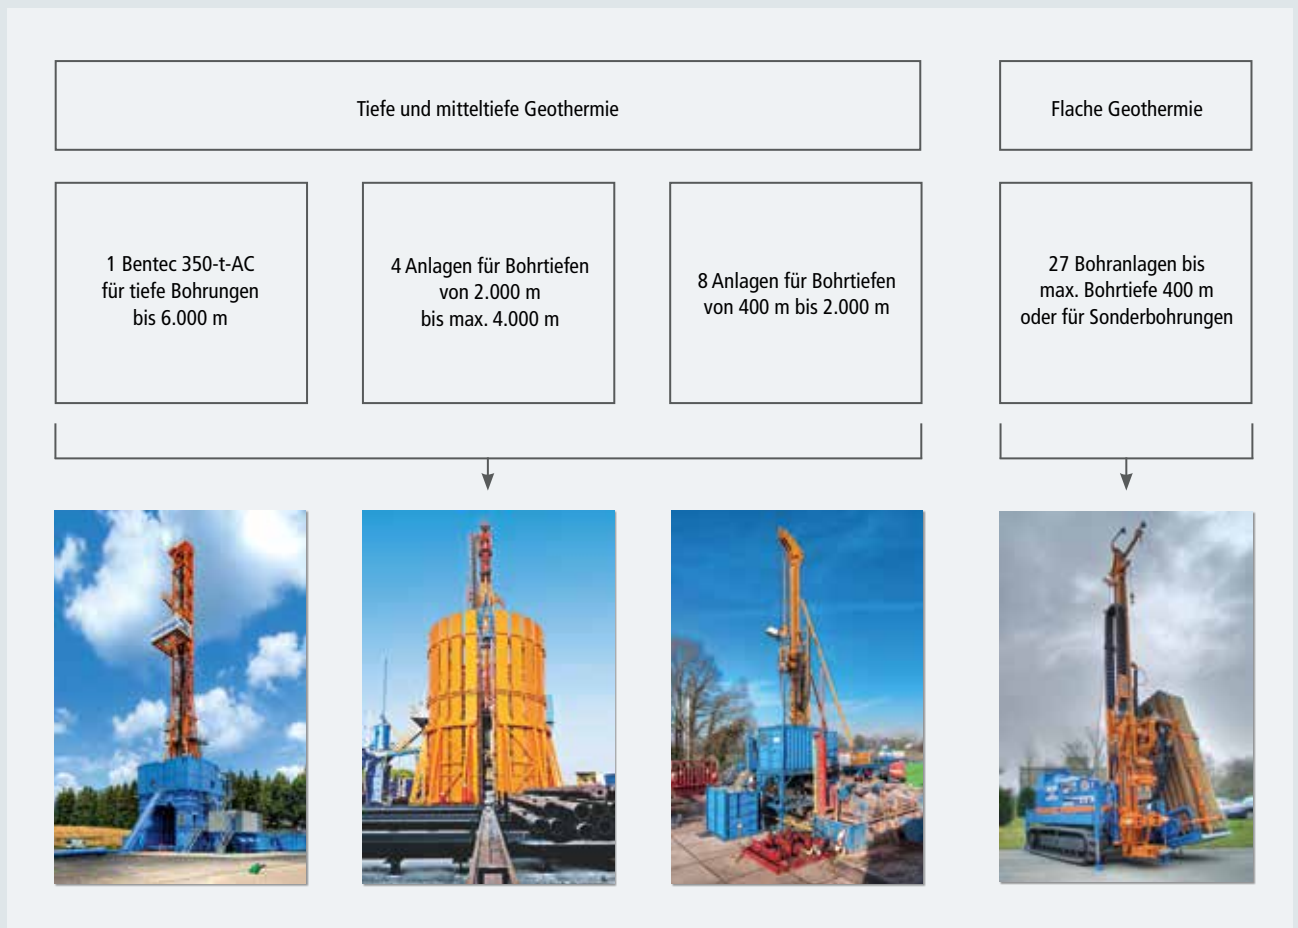 Tiefe und mitteltiefe Geothermie
Flache Geothermie
1 Bentec 350-t-AC
für tiefe Bohrungen
bis 6.000 m
4 Anlagen für Bohrtiefen
von 2.000 m
bis max. 4.000 m
8 Anlagen für Bohrtiefen
von 400 m bis 2.000 m
27 Bohranlagen bis
max. Bohrtiefe 400 m
oder für Sonderbohrungen